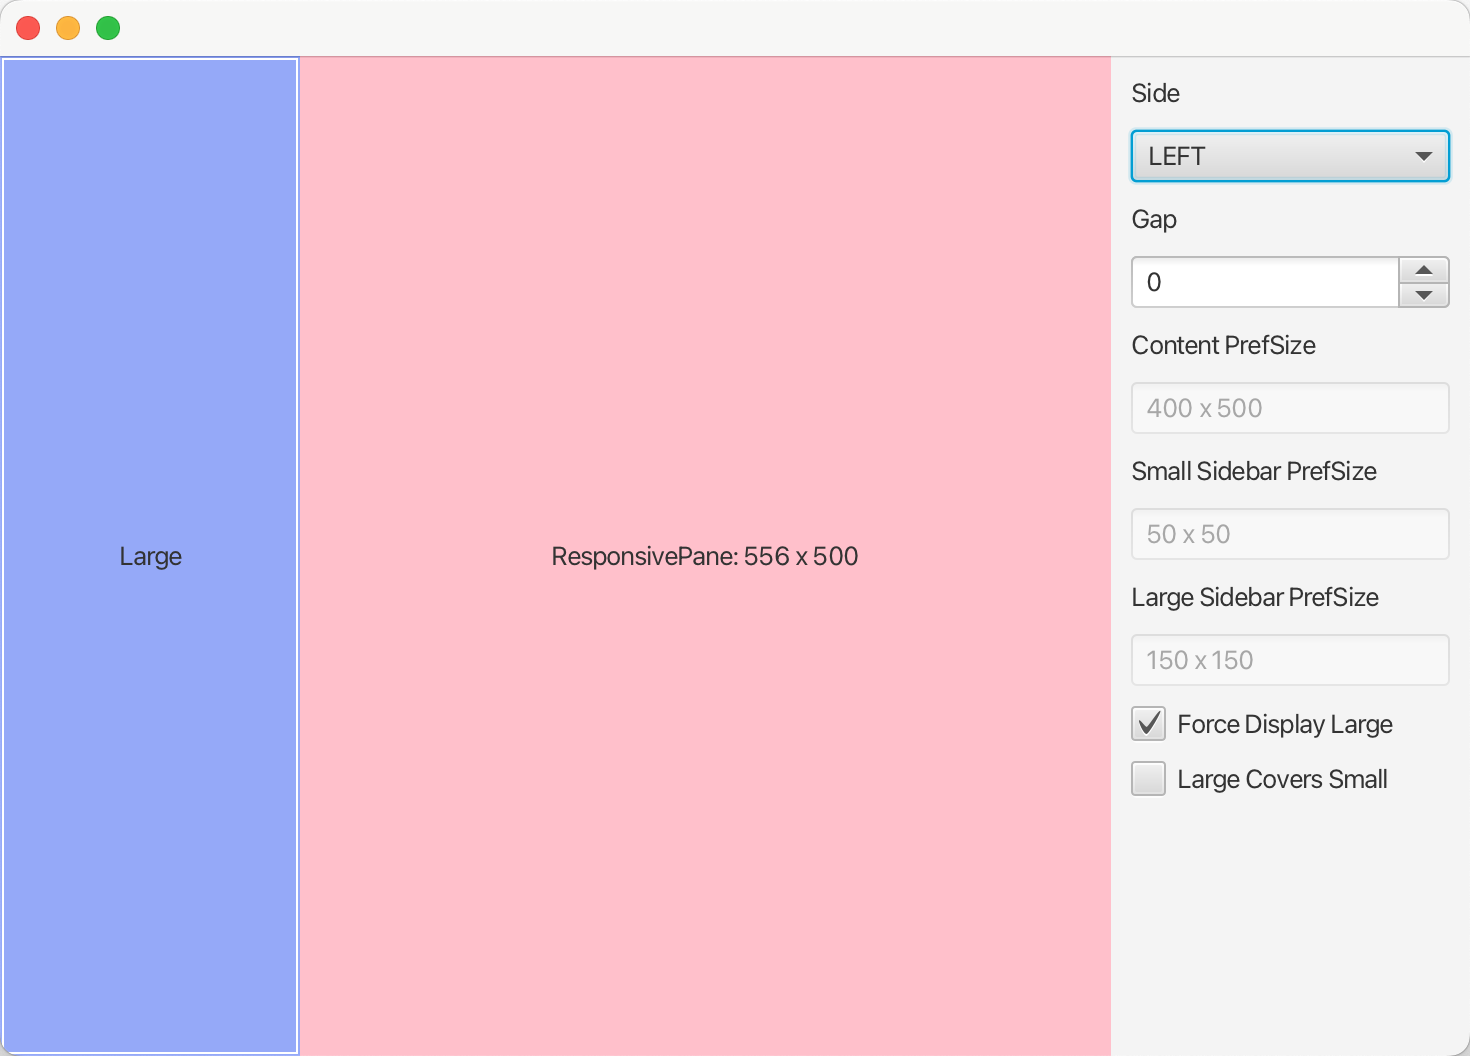 Large
ResponsivePane: 556 x 500
Side
LEFT
Gap
0
Content PrefSize
400 x 500
Small Sidebar PrefSize
50 x 50
Large Sidebar PrefSize
150 x 150
Force Display Large
Large Covers Small